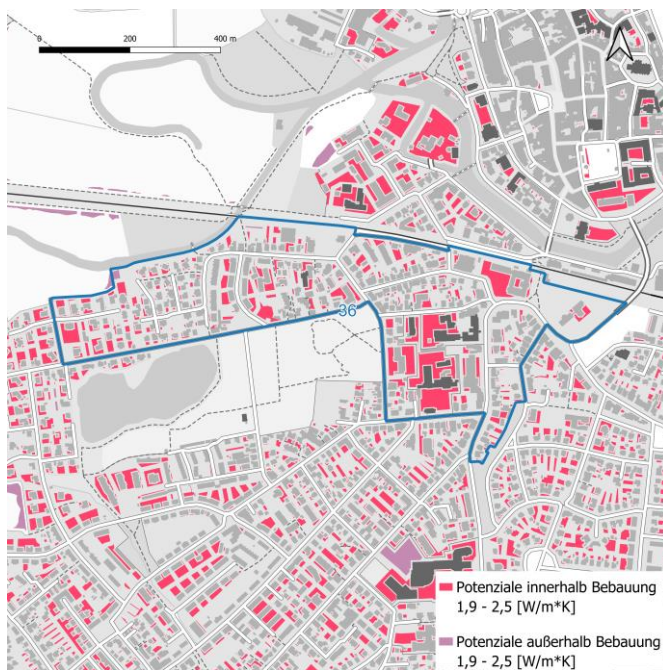 0 200 400 m
36
Potenziale innerhalb Bebauung
1,9 - 2,5 [W/m*K]
Potenziale außerhalb Bebauung
1,9 - 2,5 [W/m*K]